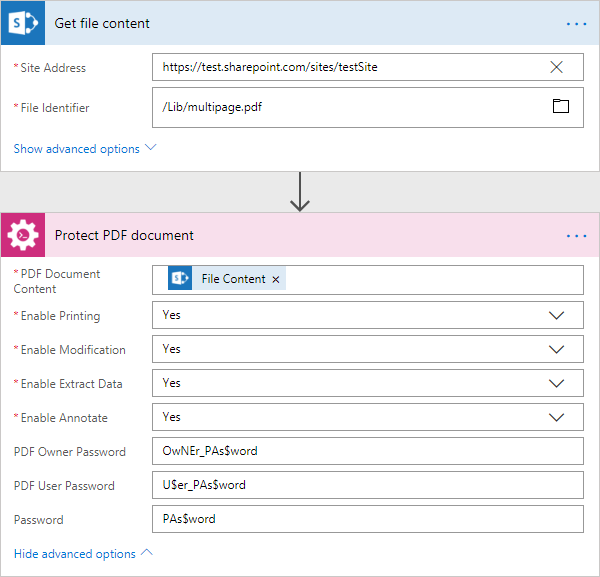 Get file content
* Site Address
https://test.sharepoint.com/sites/testSite
* File Identifier
/Lib/multipage.pdf
Show advanced options
Protect PDF document
* PDF Document
Content
File Content ×
* Enable Printing
Yes
* Enable Modification
Yes
* Enable Extract Data
Yes
* Enable Annotate
Yes
PDF Owner Password
OwNEr_PAs$word
PDF User Password
U$er_PAs$word
Password
PAs$word
Hide advanced options